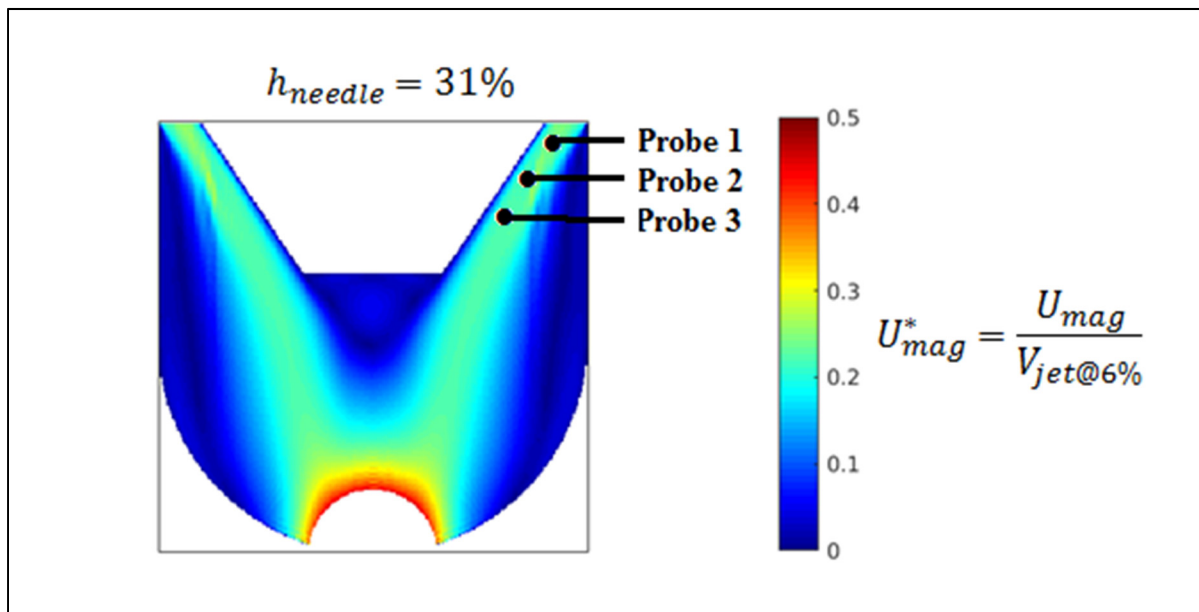 h_needle = 31%
Probe 1
Probe 2
Probe 3
0.5
0.4
0.3
0.2
0.1
0
U*_mag = U_mag / V_jet@6%